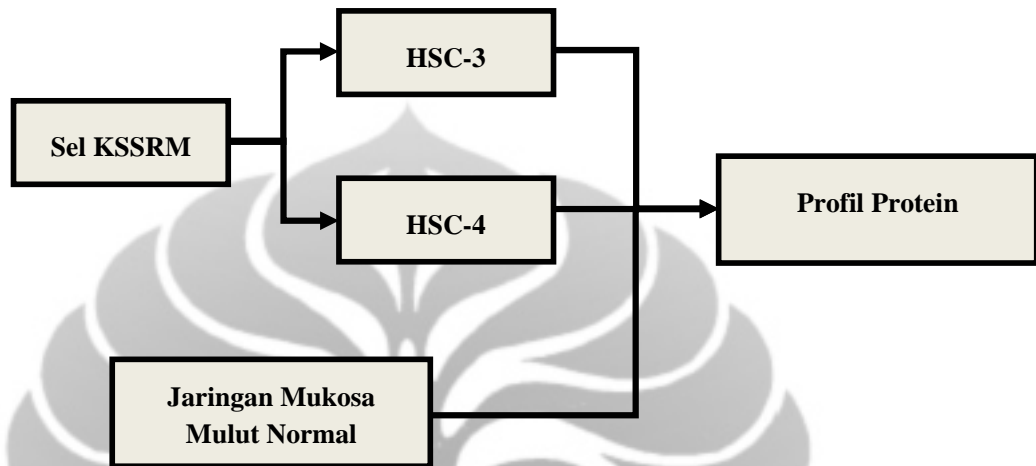 HSC-3
Sel KSSRM
HSC-4
Profil Protein
Jaringan Mukosa
Mulut Normal